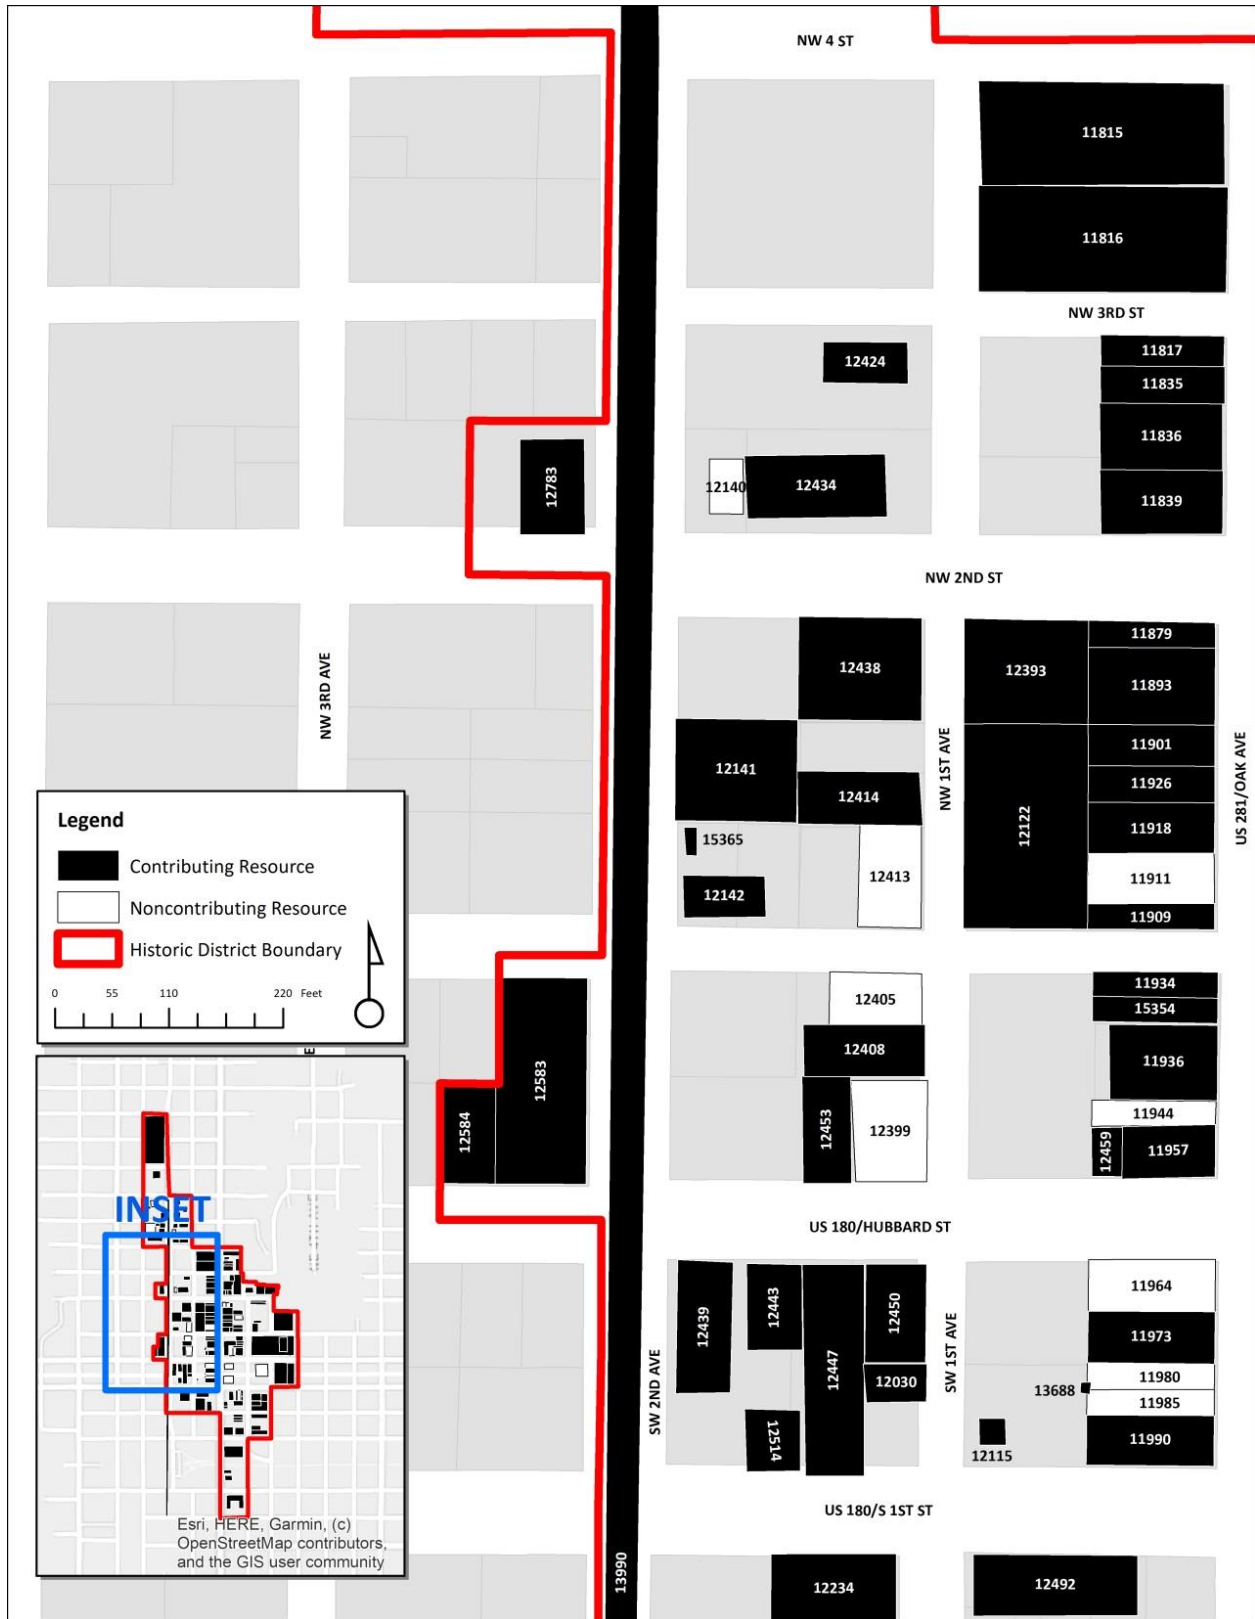 NW 4 ST
11815
11816
NW 3RD ST
12424
11817
11835
11836
11839
12783
12140
12434
NW 2ND ST
NW 3RD AVE
12438
12393
11879
11893
12141
12414
NW 1ST AVE
11901
11926
US 281/OAK AVE
15365
12142
12413
12122
11918
11911
11909
Legend
Contributing Resource
Noncontributing Resource
Historic District Boundary
0 55 110 220 Feet
12583
12584
12405
12408
12453
12399
11934
15354
11936
11944
12459
11957
US 180/HUBBARD ST
INSET
12439
12443
12447
12450
12030
12514
SW 2ND AVE
SW 1ST AVE
11964
11973
11980
13688
11985
11990
12115
US 180/S 1ST ST
Esri, HERE, Garmin, (c)
OpenStreetMap contributors,
and the GIS user community
13990
12234
12492